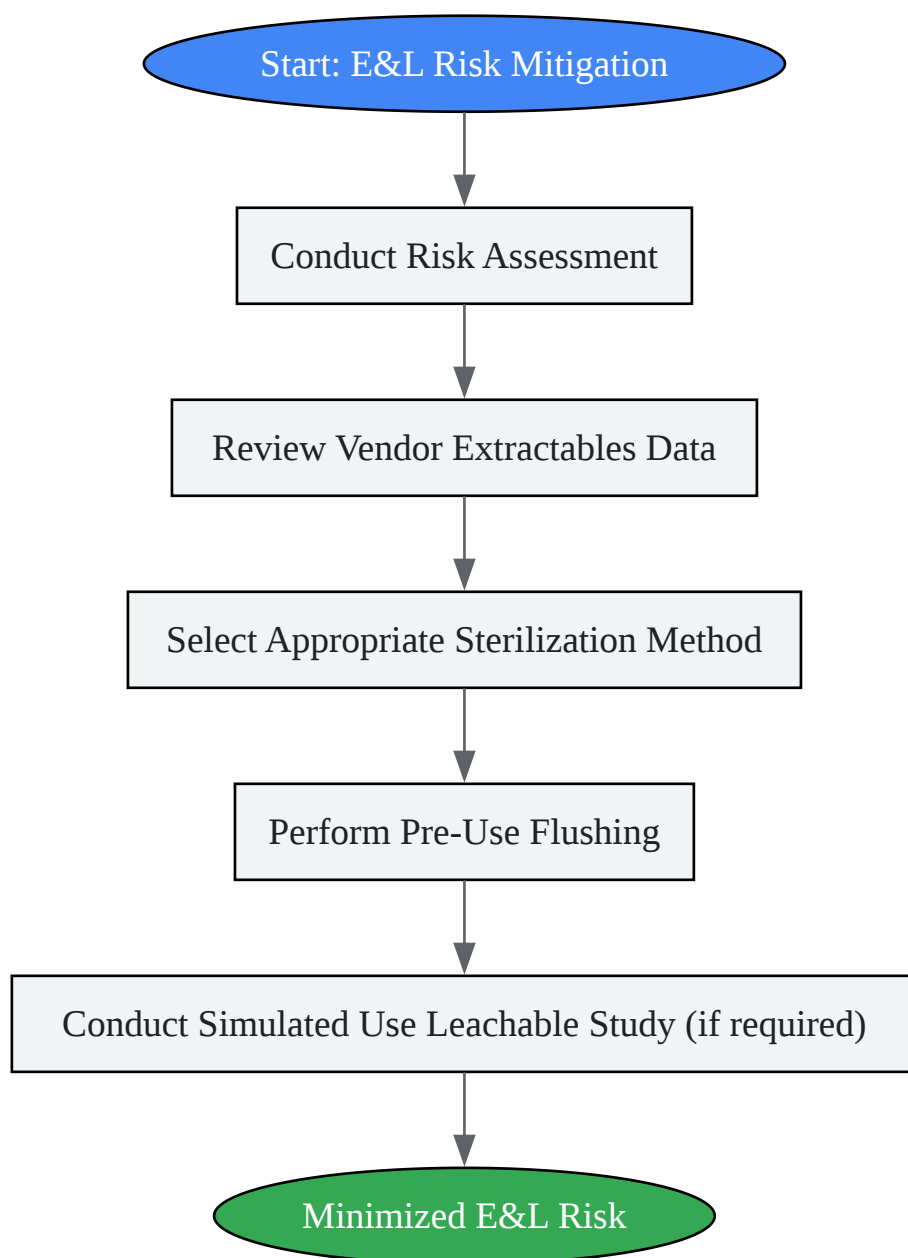 Start: E&L Risk Mitigation
Conduct Risk Assessment
Review Vendor Extractables Data
Select Appropriate Sterilization Method
Perform Pre-Use Flushing
Conduct Simulated Use Leachable Study (if required)
Minimized E&L Risk